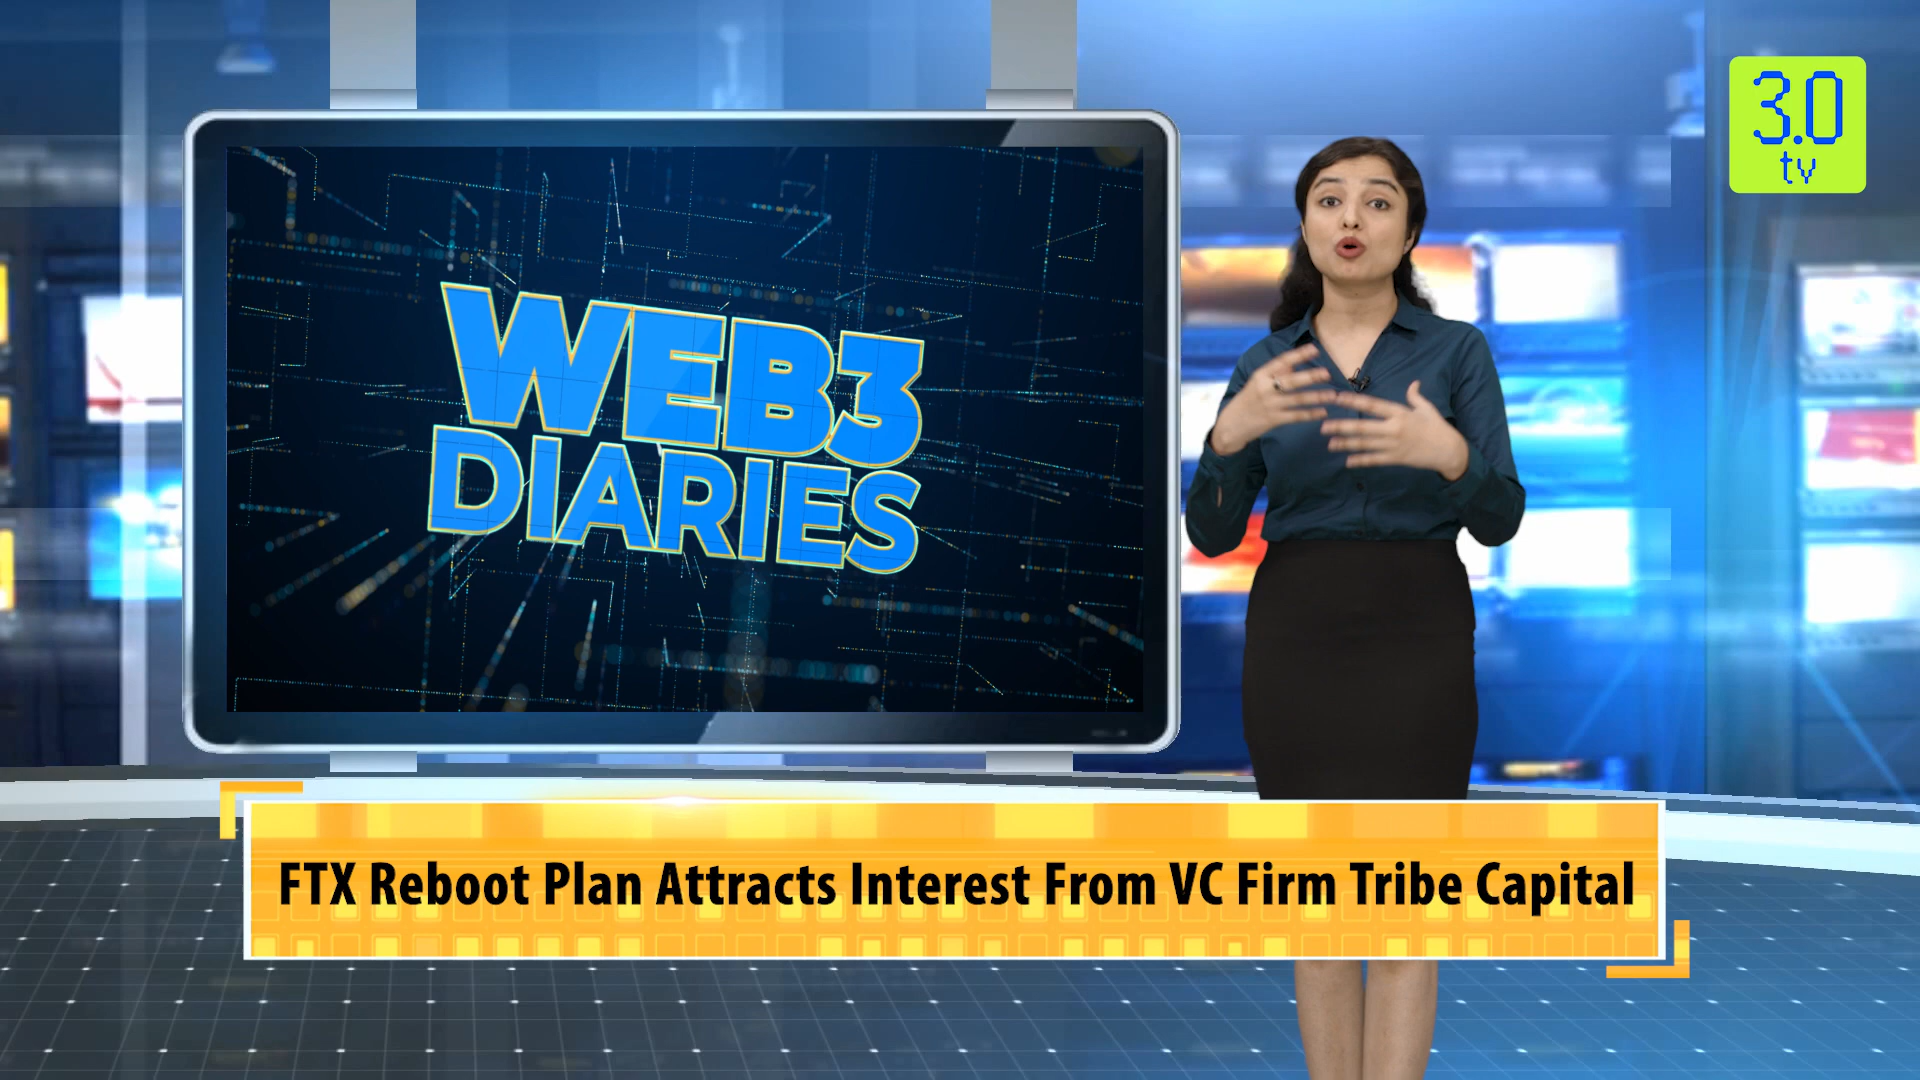 3.0
tv
WEB3
DIARIES
FTX Reboot Plan Attracts Interest From VC Firm Tribe Capital